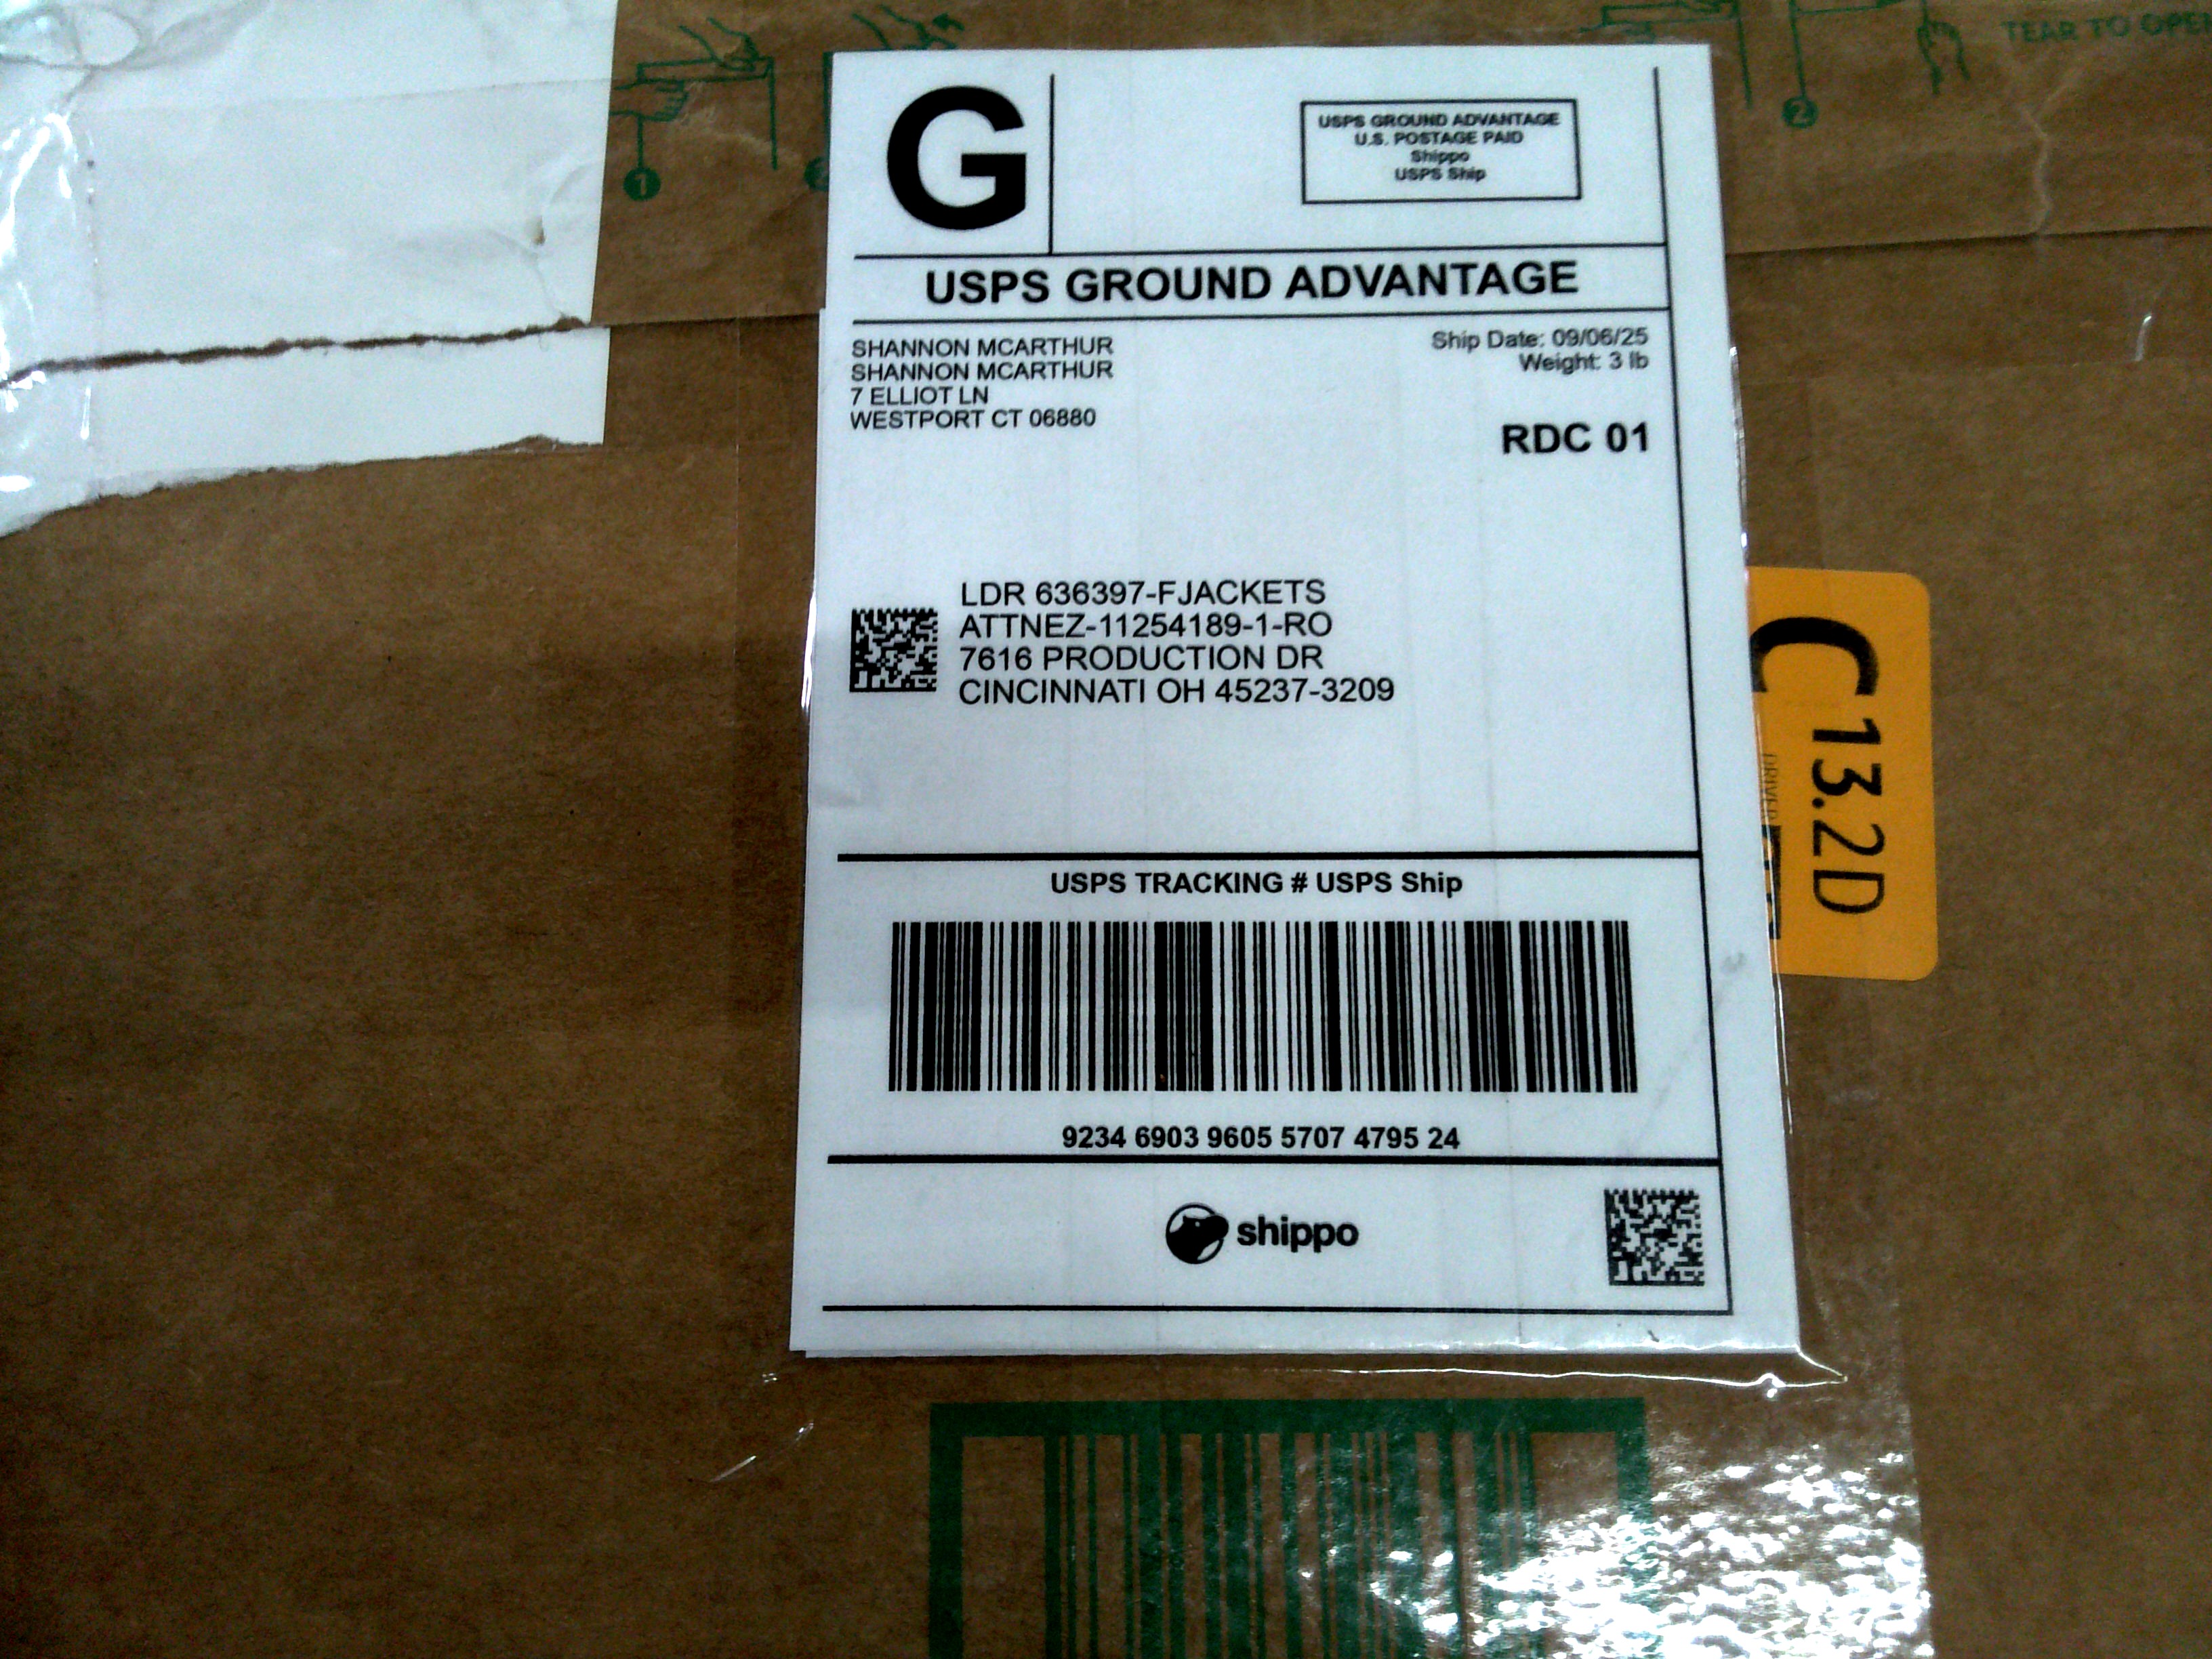 TEAR TO OPEN
1
2
G
USPS GROUND ADVANTAGE
U.S. POSTAGE PAID
Shippo
USPS Ship
USPS GROUND ADVANTAGE
SHANNON MCARTHUR
SHANNON MCARTHUR
7 ELLIOT LN
WESTPORT CT 06880
Ship Date: 09/06/25
Weight: 3 lb
RDC 01
LDR 636397-FJACKETS
ATTNEZ-11254189-1-RO
7616 PRODUCTION DR
CINCINNATI OH 45237-3209
C
13.2D
USPS TRACKING # USPS Ship
9234 6903 9605 5707 4795 24
shippo